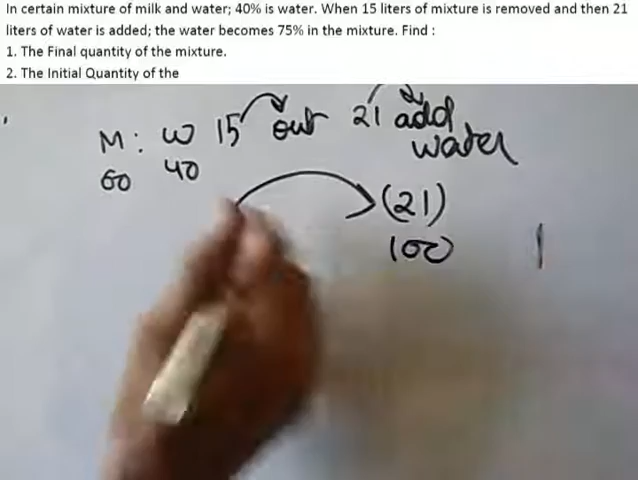 In certain mixture of milk and water; 40% is water. When 15 liters of mixture is removed and then 21
liters of water is added; the water becomes 75% in the mixture. Find :
1. The Final quantity of the mixture.
2. The Initial Quantity of the
M : W 15 out 21 add
water
60 40
(21)
100